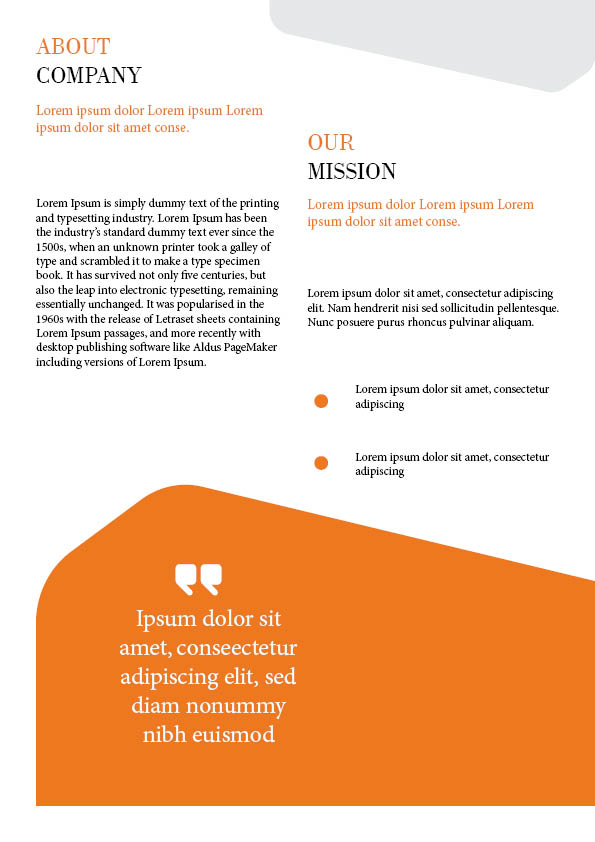 ABOUT
COMPANY
Lorem ipsum dolor Lorem ipsum Lorem
ipsum dolor sit amet conse.
Lorem Ipsum is simply dummy text of the printing
and typesetting industry. Lorem Ipsum has been
the industry's standard dummy text ever since the
1500s, when an unknown printer took a galley of
type and scrambled it to make a type specimen
book. It has survived not only five centuries, but
also the leap into electronic typesetting, remaining
essentially unchanged. It was popularised in the
1960s with the release of Letraset sheets containing
Lorem Ipsum passages, and more recently with
desktop publishing software like Aldus PageMaker
including versions of Lorem Ipsum.
OUR
MISSION
Lorem ipsum dolor Lorem ipsum Lorem
ipsum dolor sit amet conse.
Lorem ipsum dolor sit amet, consectetur adipiscing
elit. Nam hendrerit nisi sed sollicitudin pellentesque.
Nunc posuere purus rhoncus pulvinar aliquam.
Lorem ipsum dolor sit amet, consectetur
adipiscing
Lorem ipsum dolor sit amet, consectetur
adipiscing
Ipsum dolor sit
amet, conseectetur
adipiscing elit, sed
diam nonummy
nibh euismod